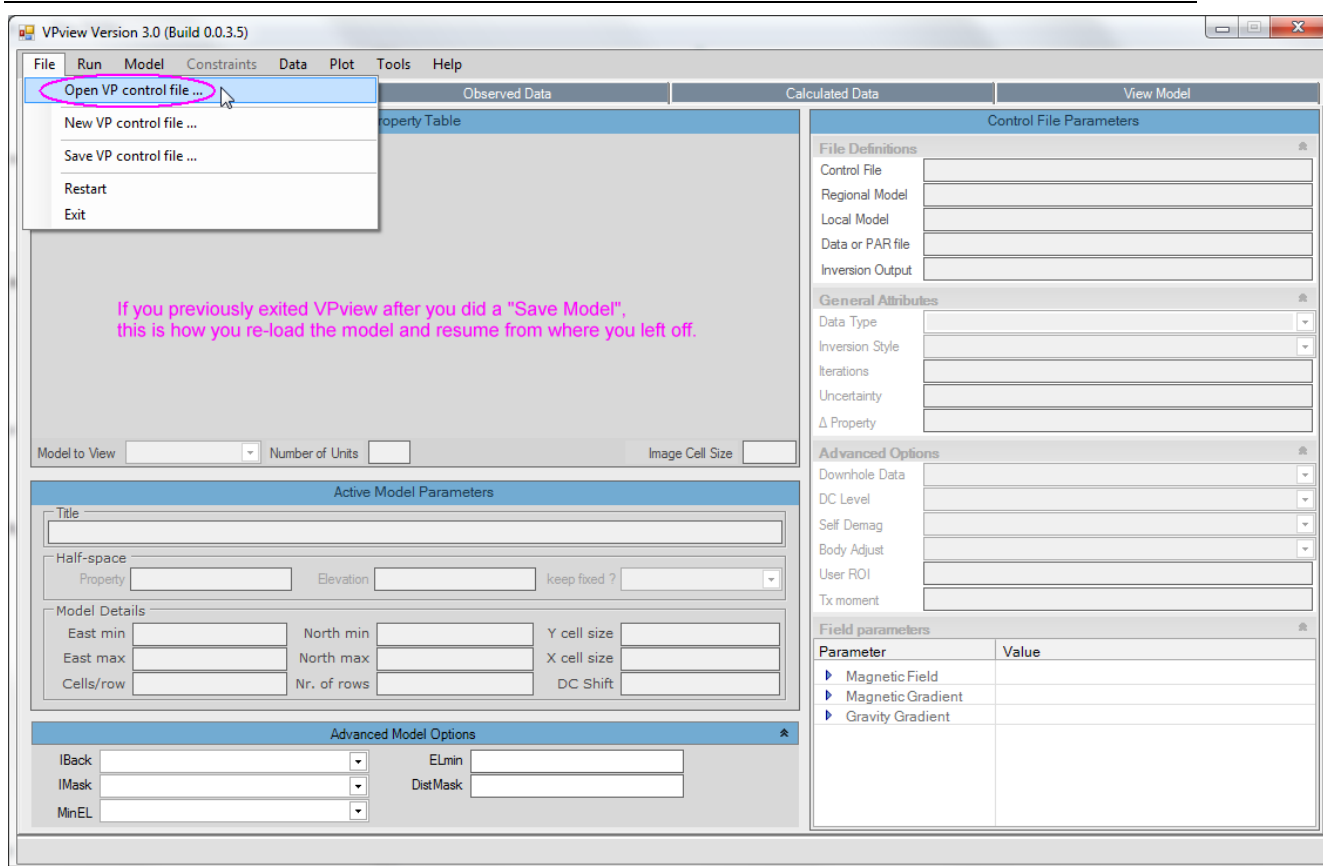 VPview Version 3.0 (Build 0.0.3.5)
File Run Model Constraints Data Plot Tools Help
Open VP control file ...
New VP control file ...
Save VP control file ...
Restart
Exit
Observed Data Calculated Data View Model
roperty Table
If you previously exited VPview after you did a "Save Model",
this is how you re-load the model and resume from where you left off.
Model to View Number of Units Image Cell Size
Active Model Parameters
Title
Half-space
Property Elevation keep fixed ?
Model Details
East min North min Y cell size
East max North max X cell size
Cells/row Nr. of rows DC Shift
Advanced Model Options
IBack ELmin
IMask DistMask
MinEL
Control File Parameters
File Definitions
Control File
Regional Model
Local Model
Data or PAR file
Inversion Output
General Attributes
Data Type
Inversion Style
Iterations
Uncertainty
Δ Property
Advanced Options
Downhole Data
DC Level
Self Demag
Body Adjust
User ROI
Tx moment
Field parameters
Parameter Value
Magnetic Field
Magnetic Gradient
Gravity Gradient